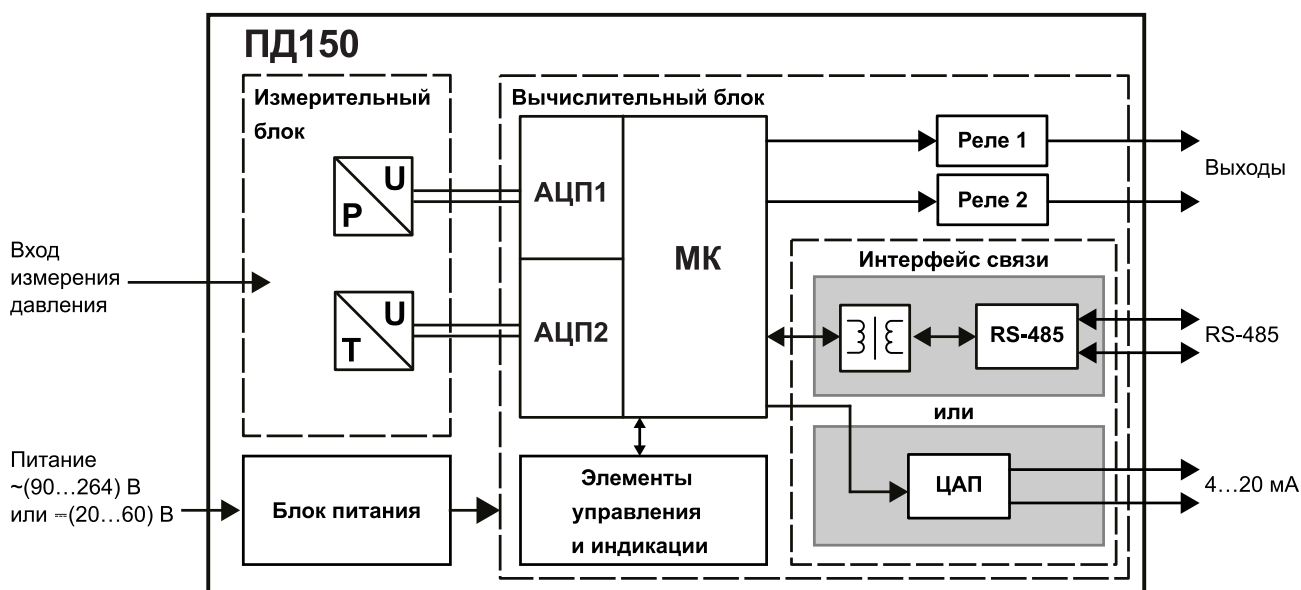 ПД150
Измерительный
блок
Вычислительный блок
U
P
АЦП1
МК
Реле 1
Реле 2
Выходы
Вход
измерения
давления
U
T
АЦП2
Интерфейс связи
RS-485
RS-485
или
ЦАП
4...20 мА
Питание
~(90...264) В
или ⎓(20...60) В
Блок питания
Элементы
управления
и индикации